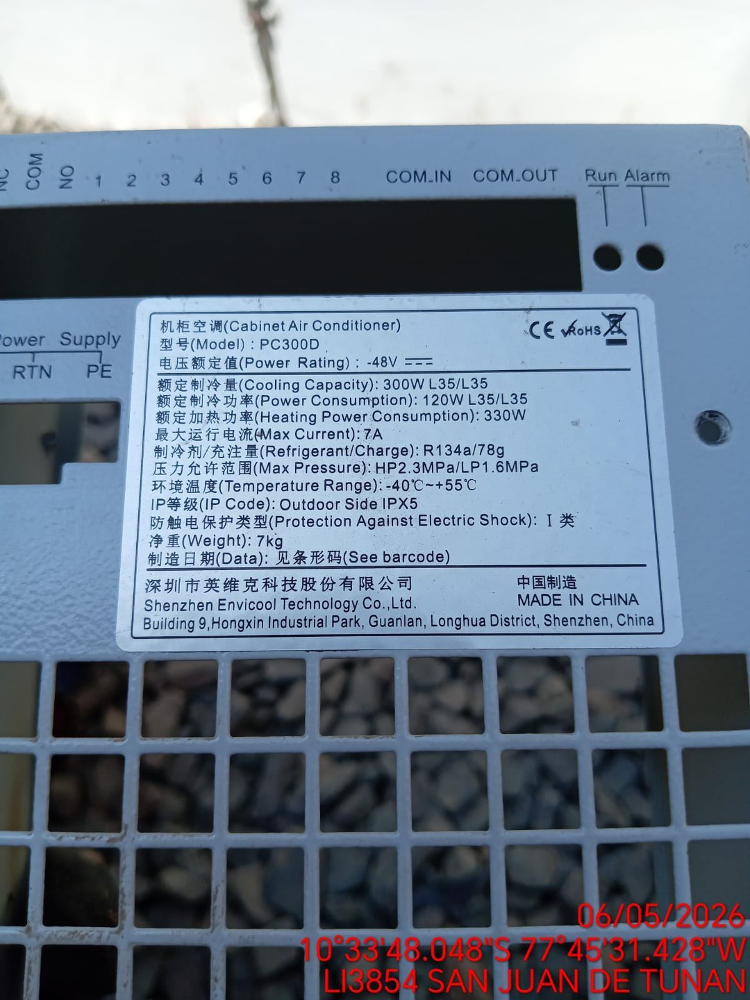 NC COM NO 1 2 3 4 5 6 7 8 COM_IN COM_OUT Run Alarm
Power Supply
RTN PE
机柜空调(Cabinet Air Conditioner)
CE RoHS
型号(Model) : PC300D
电压额定值(Power Rating) : -48V
额定制冷量(Cooling Capacity): 300W L35/L35
额定制冷功率(Power Consumption): 120W L35/L35
额定加热功率(Heating Power Consumption): 330W
最大运行电流(Max Current): 7A
制冷剂/充注量(Refrigerant/Charge): R134a/78g
压力允许范围(Max Pressure): HP2.3MPa/LP1.6MPa
环境温度(Temperature Range): -40℃~+55℃
IP等级(IP Code): Outdoor Side IPX5
防触电保护类型(Protection Against Electric Shock): I 类
净重(Weight): 7kg
制造日期(Data): 见条形码(See barcode)
深圳市英维克科技股份有限公司
中国制造
Shenzhen Envicool Technology Co.,Ltd.
MADE IN CHINA
Building 9,Hongxin Industrial Park, Guanlan, Longhua District, Shenzhen, China
06/05/2026
10°33'48.048"S 77°45'31.428"W
LI3854 SAN JUAN DE TUNAN